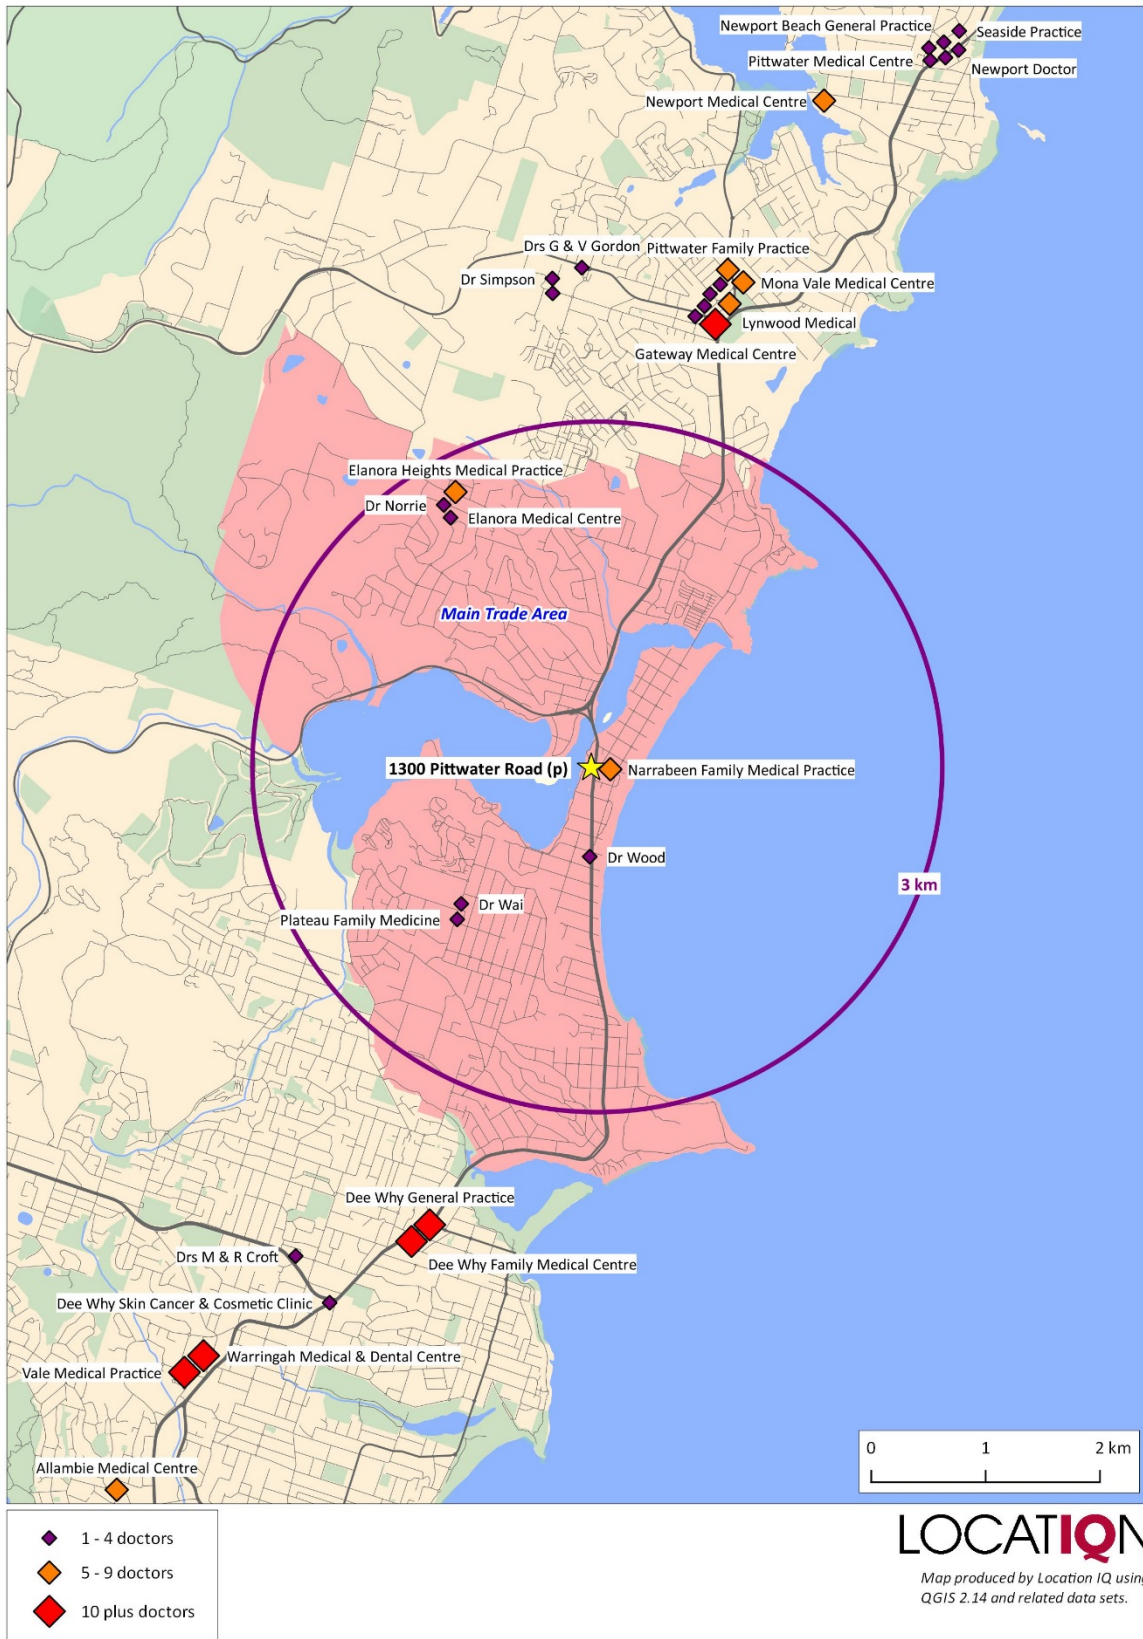 Newport Beach General Practice
Seaside Practice
Pittwater Medical Centre
Newport Doctor
Newport Medical Centre
Drs G & V Gordon
Pittwater Family Practice
Dr Simpson
Mona Vale Medical Centre
Lynwood Medical
Gateway Medical Centre
Elanora Heights Medical Practice
Dr Norrie
Elanora Medical Centre
Main Trade Area
1300 Pittwater Road (p)
Narrabeen Family Medical Practice
Dr Wood
3 km
Dr Wai
Plateau Family Medicine
Dee Why General Practice
Drs M & R Croft
Dee Why Family Medical Centre
Dee Why Skin Cancer & Cosmetic Clinic
Warringah Medical & Dental Centre
Vale Medical Practice
Allambie Medical Centre
0 1 2 km
1 - 4 doctors
5 - 9 doctors
10 plus doctors
LOCATIQN
Map produced by Location IQ using
QGIS 2.14 and related data sets.